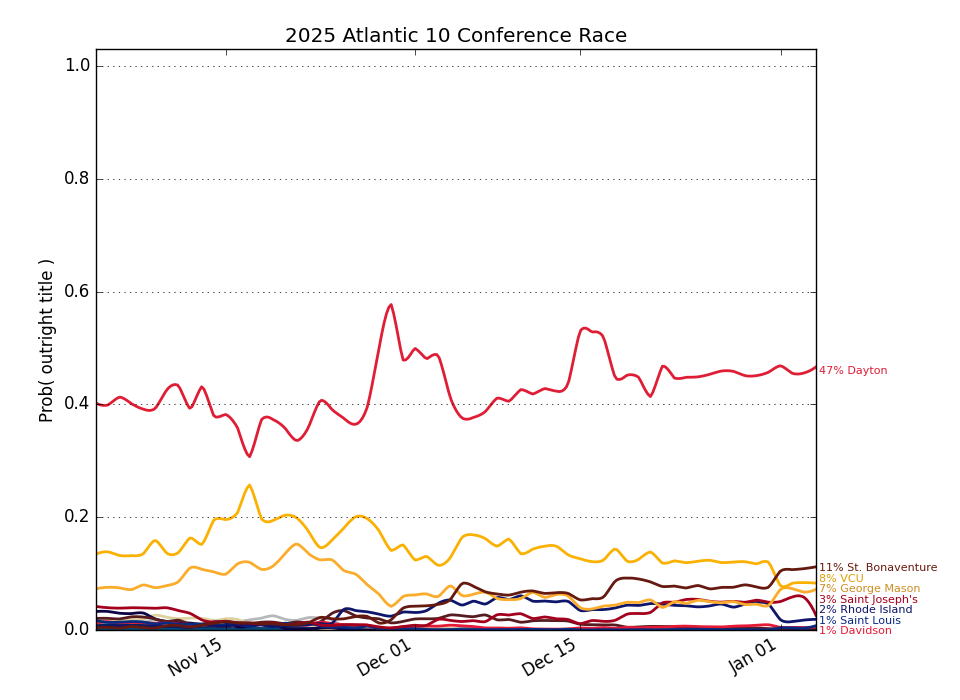 2025 Atlantic 10 Conference Race
Prob( outright title )
1.0
0.8
0.6
0.4
0.2
0.0
Nov 15
Dec 01
Dec 15
Jan 01
47% Dayton
11% St. Bonaventure
8% VCU
7% George Mason
3% Saint Joseph's
2% Rhode Island
1% Saint Louis
1% Davidson